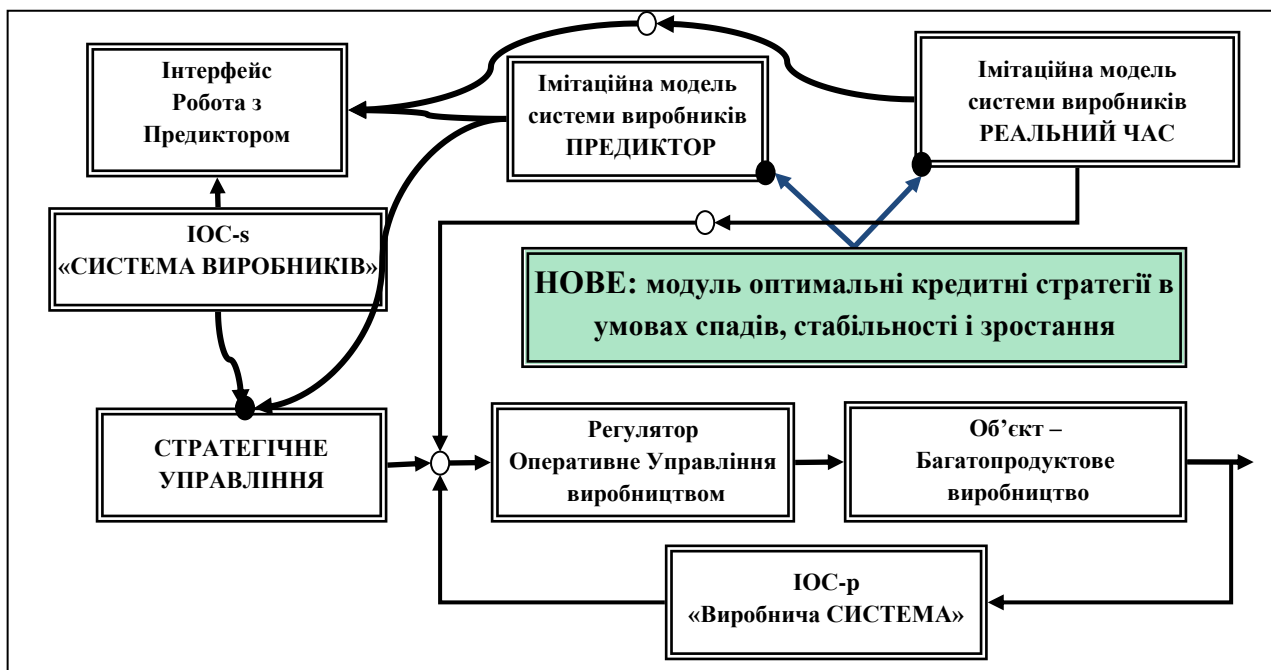 Інтерфейс
Робота з
Предиктором
Імітаційна модель
системи виробників
ПРЕДИКТОР
Імітаційна модель
системи виробників
РЕАЛЬНИЙ ЧАС
ІОС-s
«СИСТЕМА ВИРОБНИКІВ»
НОВЕ: модуль оптимальні кредитні стратегії в
умовах спадів, стабільності і зростання
СТРАТЕГІЧНЕ
УПРАВЛІННЯ
Регулятор
Оперативне Управління
виробництвом
Об’єкт –
Багатопродуктове
виробництво
ІОС-р
«Виробнича СИСТЕМА»